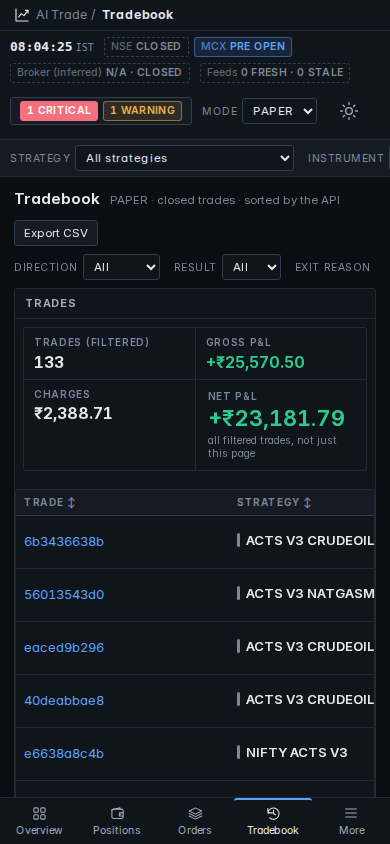 AI Trade / Tradebook
08:04:25 IST NSE CLOSED MCX PRE OPEN
Broker (inferred) N/A · CLOSED Feeds 0 FRESH · 0 STALE
1 CRITICAL 1 WARNING MODE PAPER
STRATEGY All strategies INSTRUMENT
Tradebook PAPER · closed trades · sorted by the API
Export CSV
DIRECTION All RESULT All EXIT REASON
TRADES
TRADES (FILTERED)
133
GROSS P&L
+₹25,570.50
CHARGES
₹2,388.71
NET P&L
+₹23,181.79
all filtered trades, not just
this page
TRADE ↕ STRATEGY ↕
6b3436638b ACTS V3 CRUDEOIL
56013543d0 ACTS V3 NATGASM
eaced9b296 ACTS V3 CRUDEOIL
40deabbae8 ACTS V3 CRUDEOIL
e6638a8c4b NIFTY ACTS V3
Overview Positions Orders Tradebook More